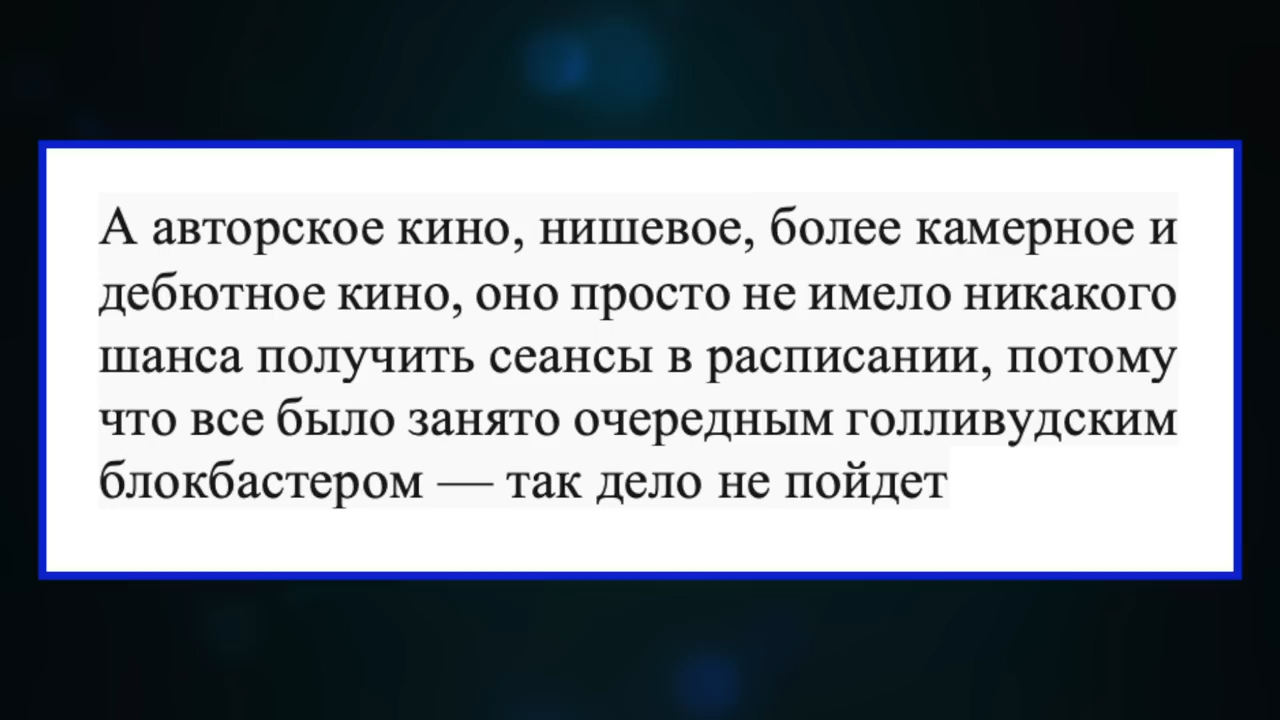 А авторское кино, нишевое, более камерное и
дебютное кино, оно просто не имело никакого
шанса получить сеансы в расписании, потому
что все было занято очередным голливудским
блокбастером — так дело не пойдет